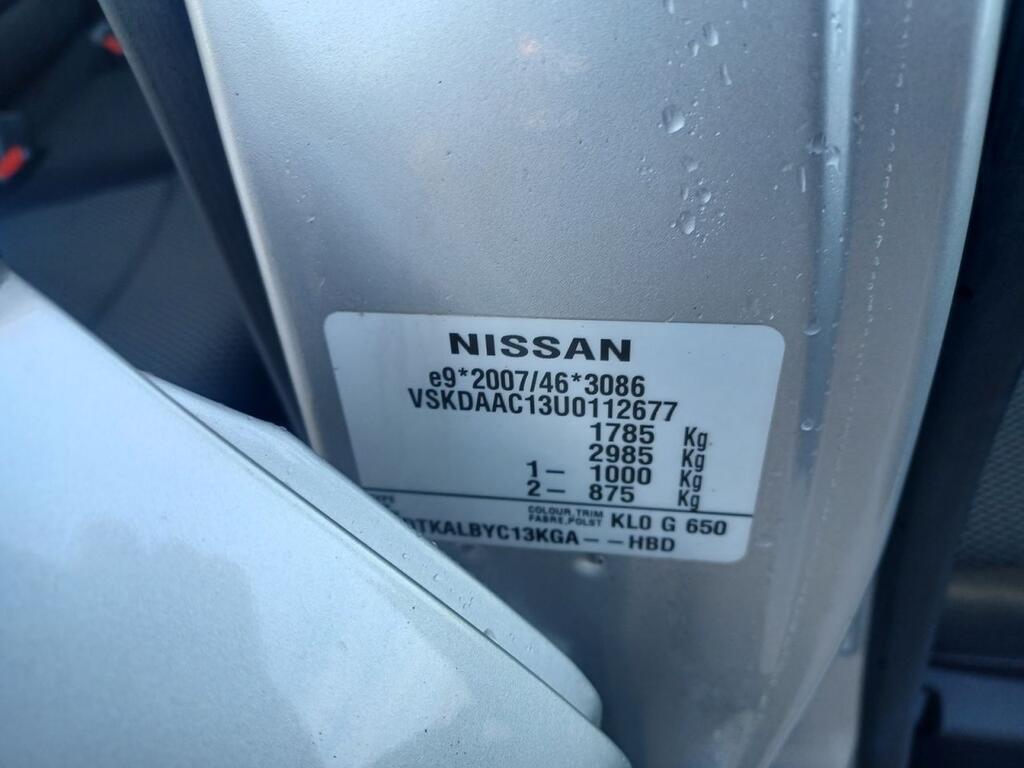 NISSAN
e9*2007/46*3086
VSKDAAC13U0112677
1785 Kg
2985 Kg
1- 1000 Kg
2- 875 Kg
COLOUR,TRIM
FABRE,POLST KL0 G 650
TKALBYC13KGA--HBD